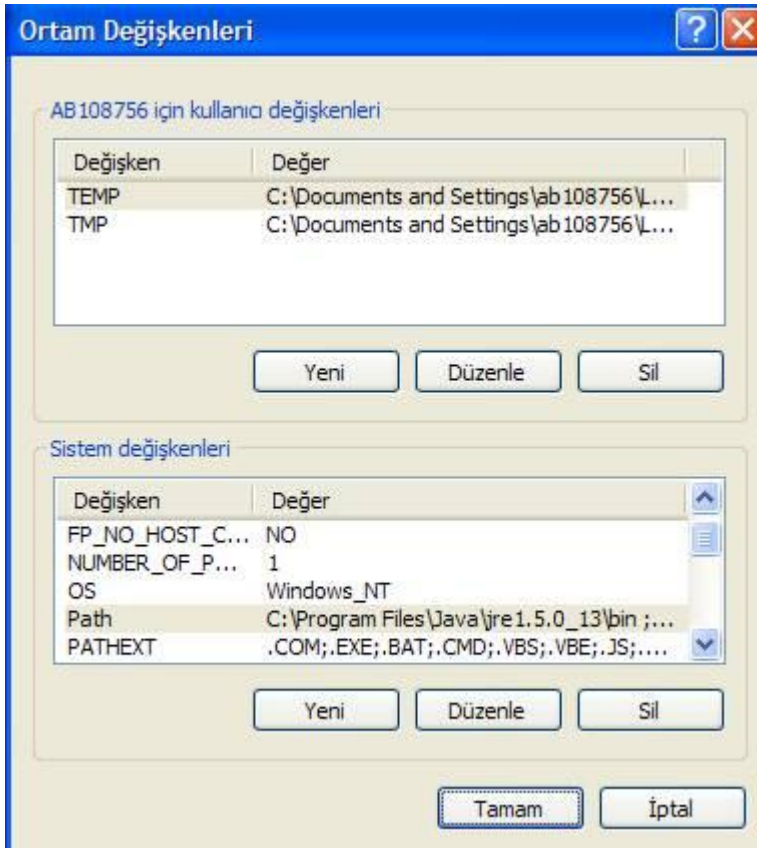 Ortam Değişkenleri
AB108756 için kullanıcı değişkenleri
Değişken Değer
TEMP C:\Documents and Settings\ab108756\L...
TMP C:\Documents and Settings\ab108756\L...
Yeni Düzenle Sil
Sistem değişkenleri
Değişken Değer
FP_NO_HOST_C... NO
NUMBER_OF_P... 1
OS Windows_NT
Path C:\Program Files\Java\jre1.5.0_13\bin ;...
PATHEXT .COM;.EXE;.BAT;.CMD;.VBS;.VBE;.JS;....
Yeni Düzenle Sil
Tamam İptal